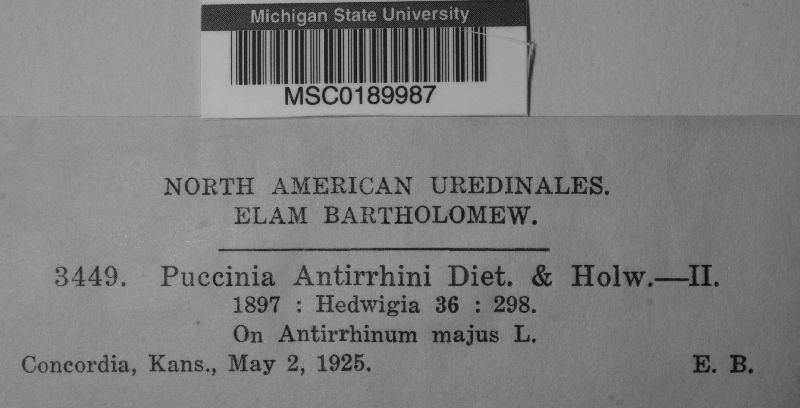 Michigan State University
MSC0189987
NORTH AMERICAN UREDINALES.
ELAM BARTHOLOMEW.
3449. Puccinia Antirrhini Diet. & Holw.—II.
1897 : Hedwigia 36 : 298.
On Antirrhinum majus L.
Concordia, Kans., May 2, 1925. E. B.